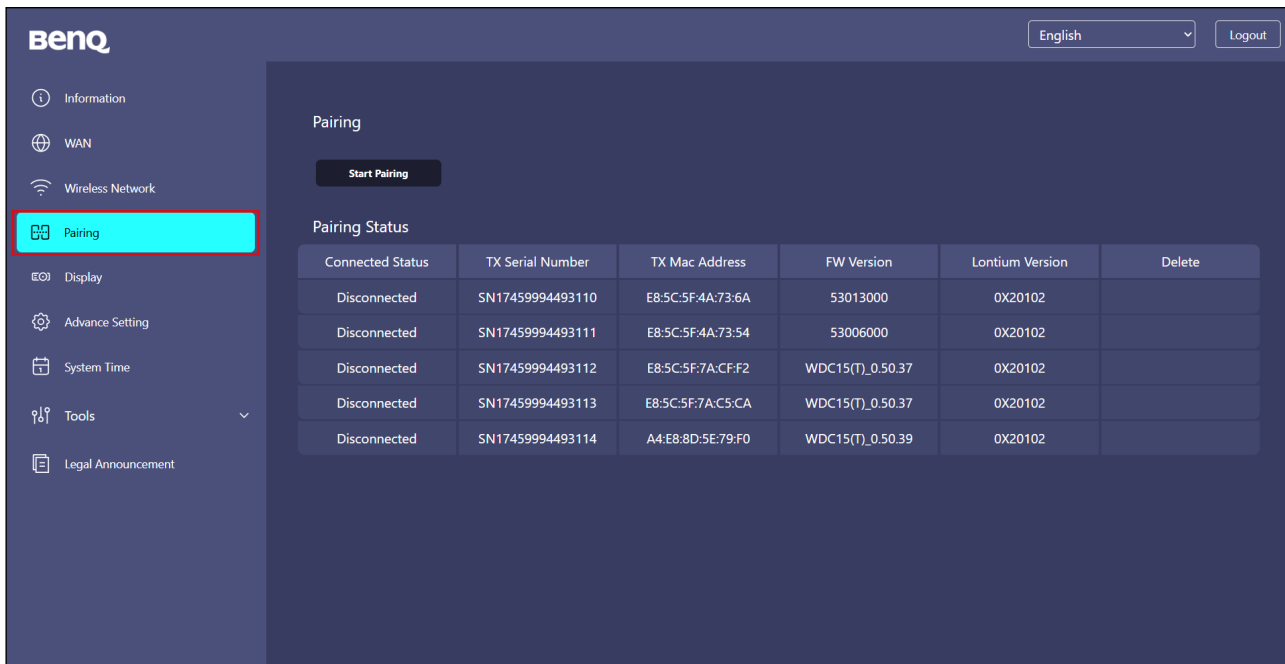 BenQ
English
Logout
Information
WAN
Wireless Network
Pairing
Display
Advance Setting
System Time
Tools
Legal Announcement
Pairing
Start Pairing
Pairing Status
Connected Status TX Serial Number TX Mac Address FW Version Lontium Version Delete
Disconnected SN17459994493110 E8:5C:5F:4A:73:6A 53013000 0X20102
Disconnected SN17459994493111 E8:5C:5F:4A:73:54 53006000 0X20102
Disconnected SN17459994493112 E8:5C:5F:7A:CF:F2 WDC15(T)_0.50.37 0X20102
Disconnected SN17459994493113 E8:5C:5F:7A:C5:CA WDC15(T)_0.50.37 0X20102
Disconnected SN17459994493114 A4:E8:8D:5E:79:F0 WDC15(T)_0.50.39 0X20102